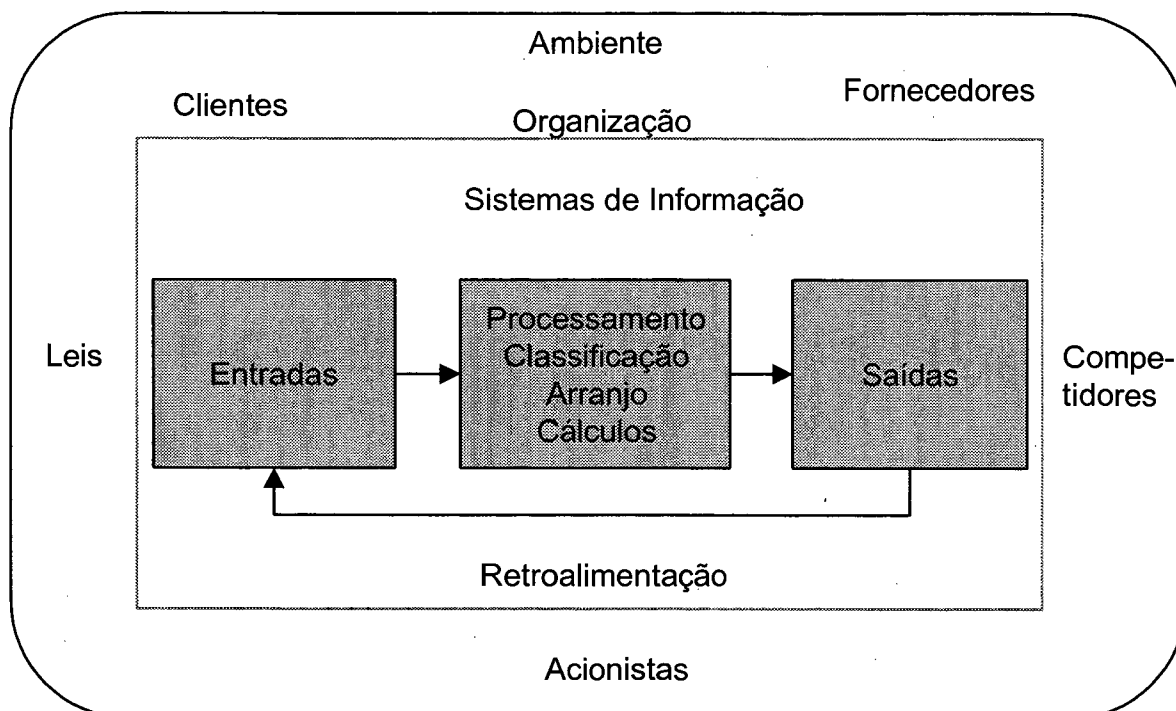 Ambiente
Clientes
Fornecedores
Organização
Sistemas de Informação
Leis
Entradas
Processamento
Classificação
Arranjo
Cálculos
Saídas
Compe-
tidores
Retroalimentação
Acionistas